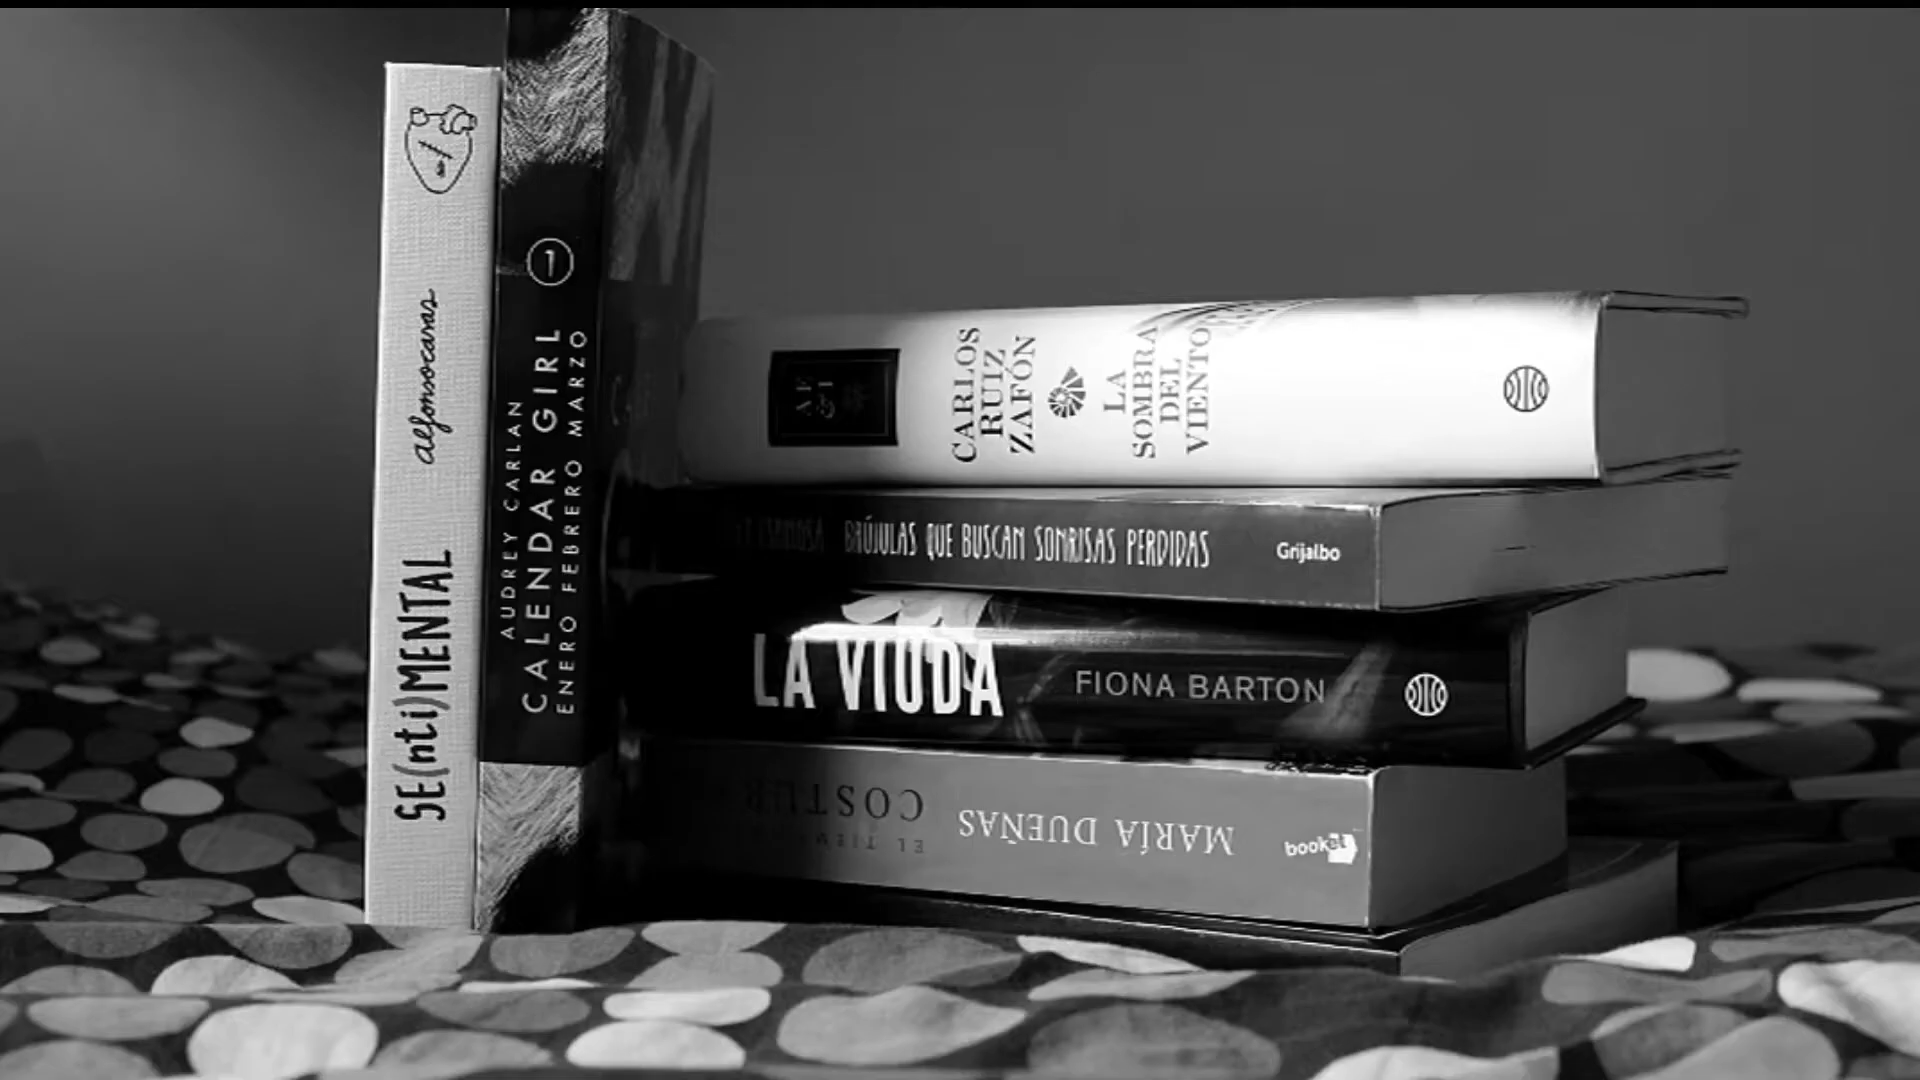 SE(nti)MENTAL
alfonsocasas
AUDREY CARLAN
CALENDAR GIRL 1
ENERO FEBRERO MARZO
A E
& I
CARLOS
RUIZ
ZAFÓN
LA
SOMBRA
DEL
VIENTO
BRÚJULAS QUE BUSCAN SONRISAS PERDIDAS
Grijalbo
LA VIUDA
FIONA BARTON
MARÍA DUEÑAS
EL
booket